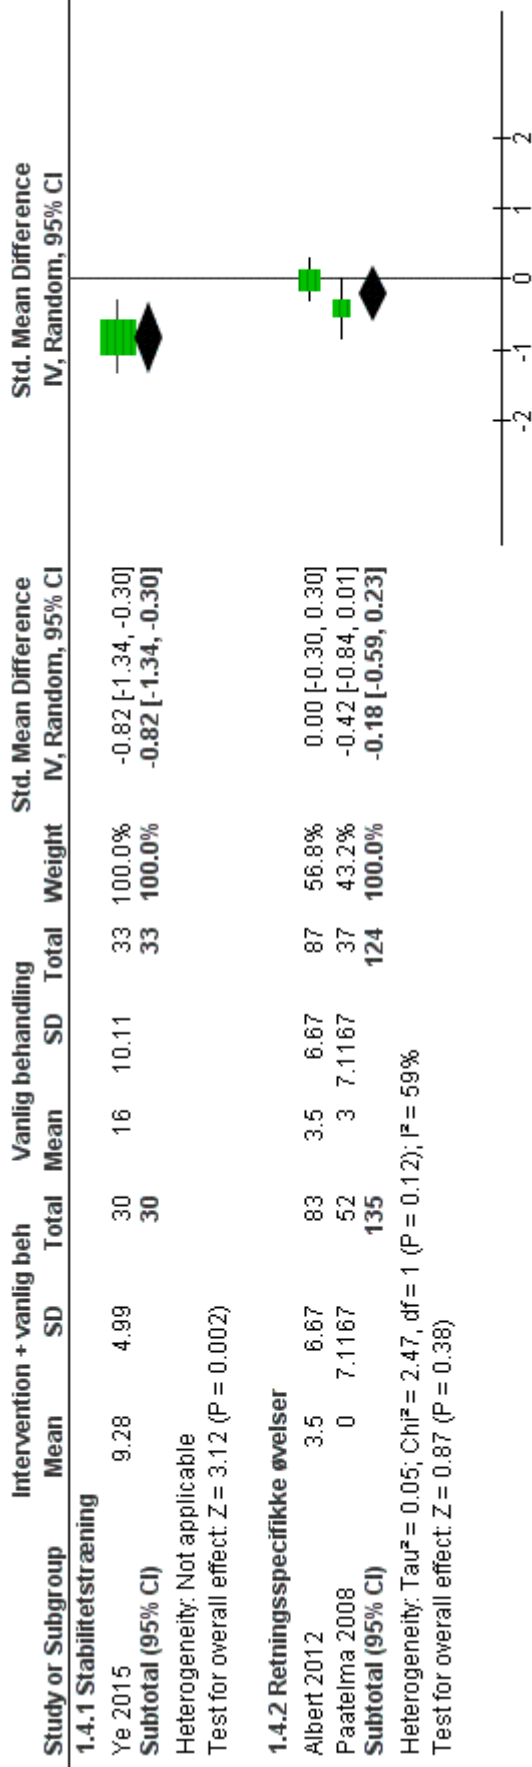 Intervention + vanlig beh Vanlig behandling Std. Mean Difference Std. Mean Difference
Study or Subgroup Mean SD Total Mean SD Total Weight IV, Random, 95% CI IV, Random, 95% CI
1.4.1 Stabilitetstræning
Ye 2015 9.28 4.99 30 16 10.11 33 100.0% -0.82 [-1.34, -0.30]
Subtotal (95% CI) 30 33 100.0% -0.82 [-1.34, -0.30]
Heterogeneity: Not applicable
Test for overall effect: Z = 3.12 (P = 0.002)
1.4.2 Retningsspecifikke øvelser
Albert 2012 3.5 6.67 83 3.5 6.67 87 56.8% 0.00 [-0.30, 0.30]
Paatelma 2008 0 7.1167 52 3 7.1167 37 43.2% -0.42 [-0.84, 0.01]
Subtotal (95% CI) 135 124 100.0% -0.18 [-0.59, 0.23]
Heterogeneity: Tau² = 0.05; Chi² = 2.47, df = 1 (P = 0.12); I² = 59%
Test for overall effect: Z = 0.87 (P = 0.38)
-2 -1 0 1 2